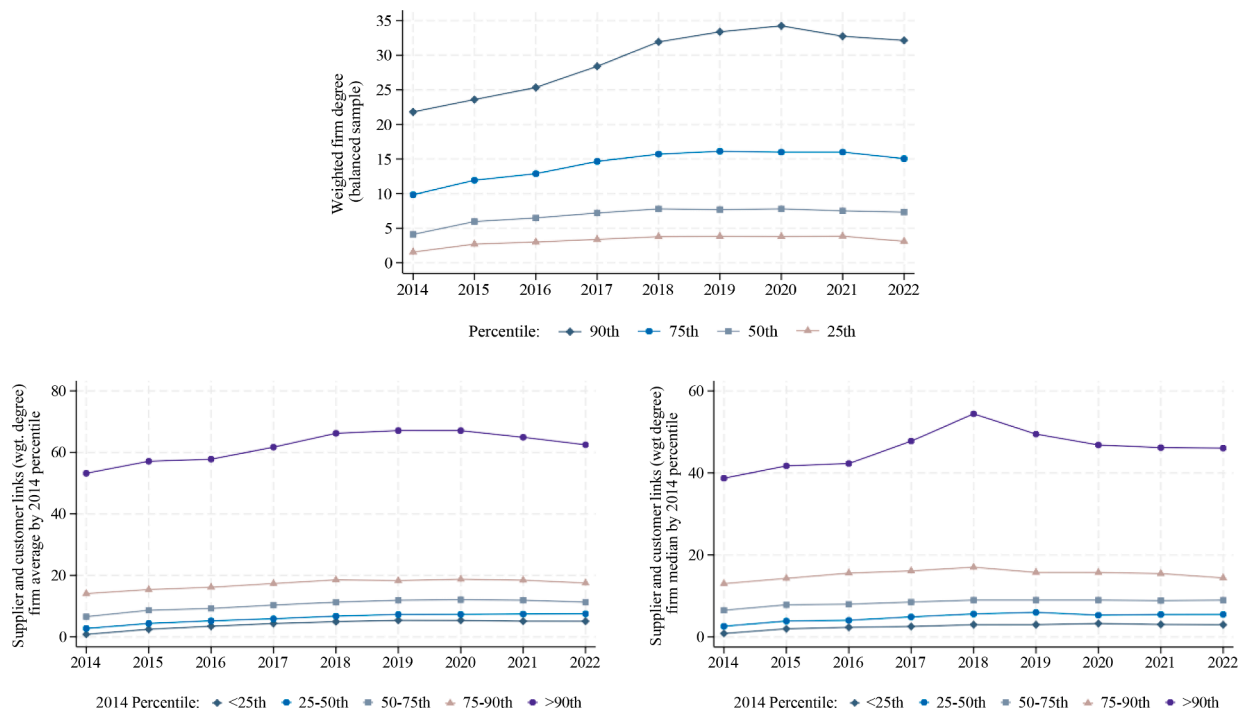 Weighted firm degree
(balanced sample)
35
30
25
20
15
10
5
0
2014 2015 2016 2017 2018 2019 2020 2021 2022
Percentile: 90th 75th 50th 25th
Supplier and customer links (wgt. degree)
firm average by 2014 percentile
80
60
40
20
0
2014 2015 2016 2017 2018 2019 2020 2021 2022
2014 Percentile: <25th 25-50th 50-75th 75-90th >90th
Supplier and customer links (wgt degree)
firm median by 2014 percentile
60
40
20
0
2014 2015 2016 2017 2018 2019 2020 2021 2022
2014 Percentile: <25th 25-50th 50-75th 75-90th >90th